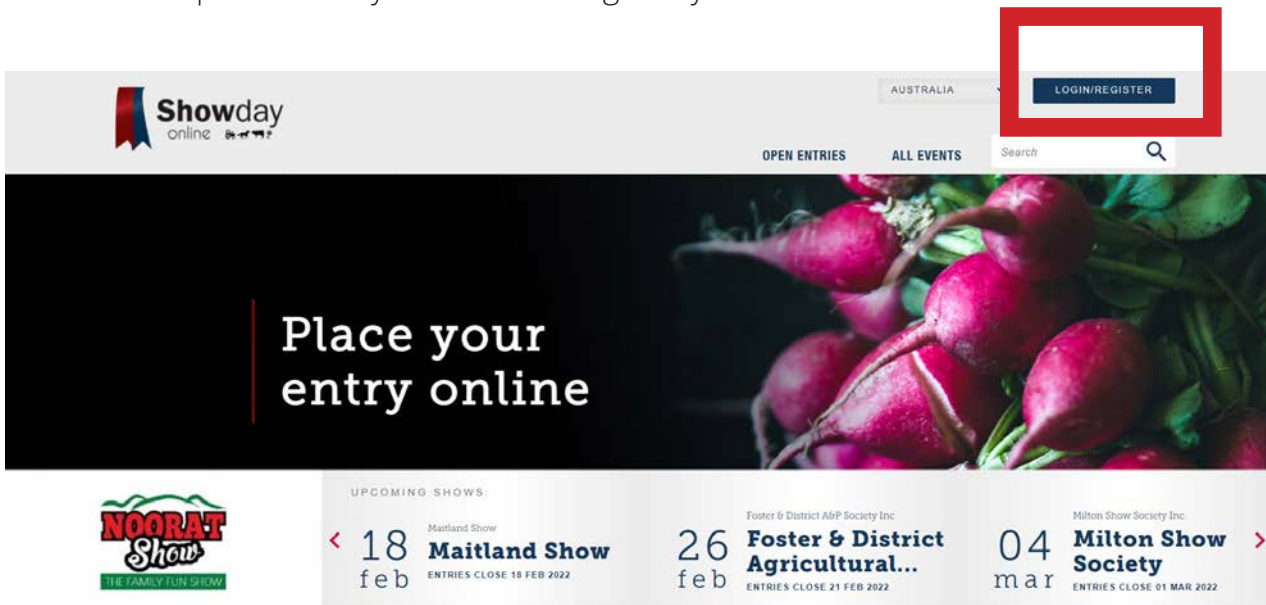 Showday
online
AUSTRALIA
LOGIN/REGISTER
OPEN ENTRIES
ALL EVENTS
Search
Place your
entry online
NOORAT
Show
THE FAMILY FUN SHOW
UPCOMING SHOWS
18
feb
Maitland Show
Maitland Show
ENTRIES CLOSE 18 FEB 2022
26
feb
Foster & District A&P Society Inc
Foster & District
Agricultural...
ENTRIES CLOSE 21 FEB 2022
04
mar
Milton Show Society Inc.
Milton Show
Society
ENTRIES CLOSE 01 MAR 2022